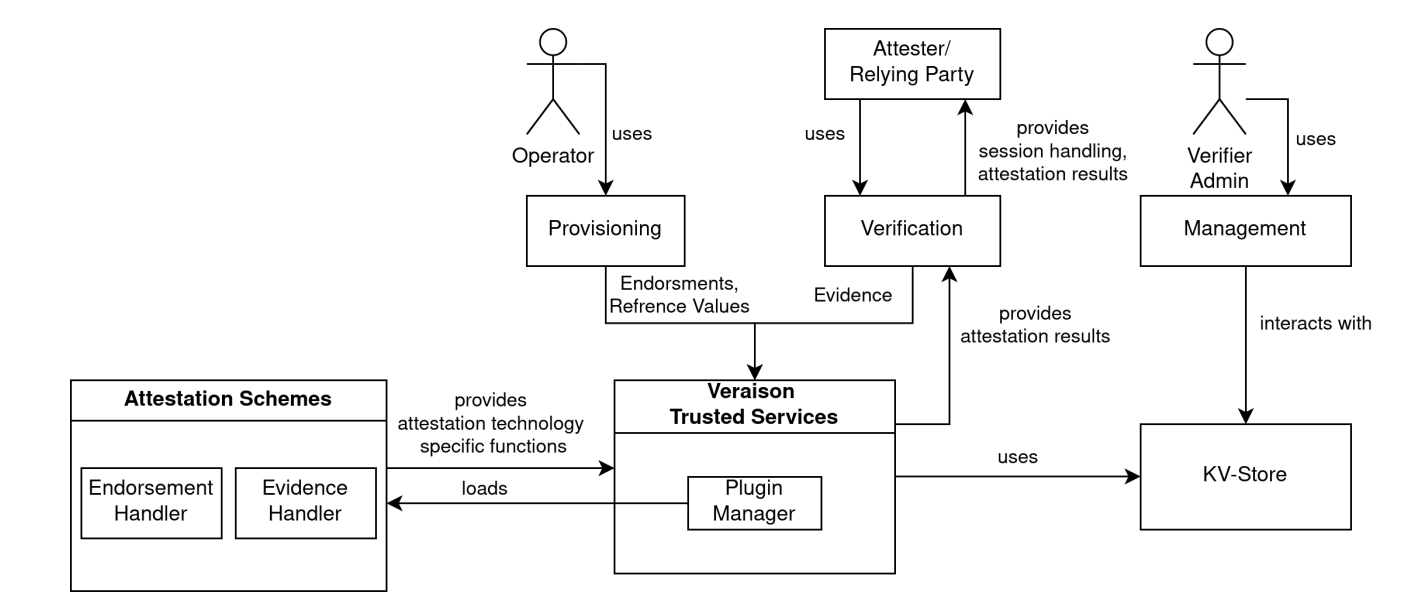 Attester/
Relying Party
uses
Operator
uses
provides
session handling,
attestation results
Verifier
Admin
uses
Provisioning
Verification
Management
Endorsments,
Refrence Values
Evidence
provides
attestation results
interacts with
Attestation Schemes
provides
attestation technology
specific functions
Veraison
Trusted Services
Endorsement
Handler
Evidence
Handler
loads
Plugin
Manager
uses
KV-Store